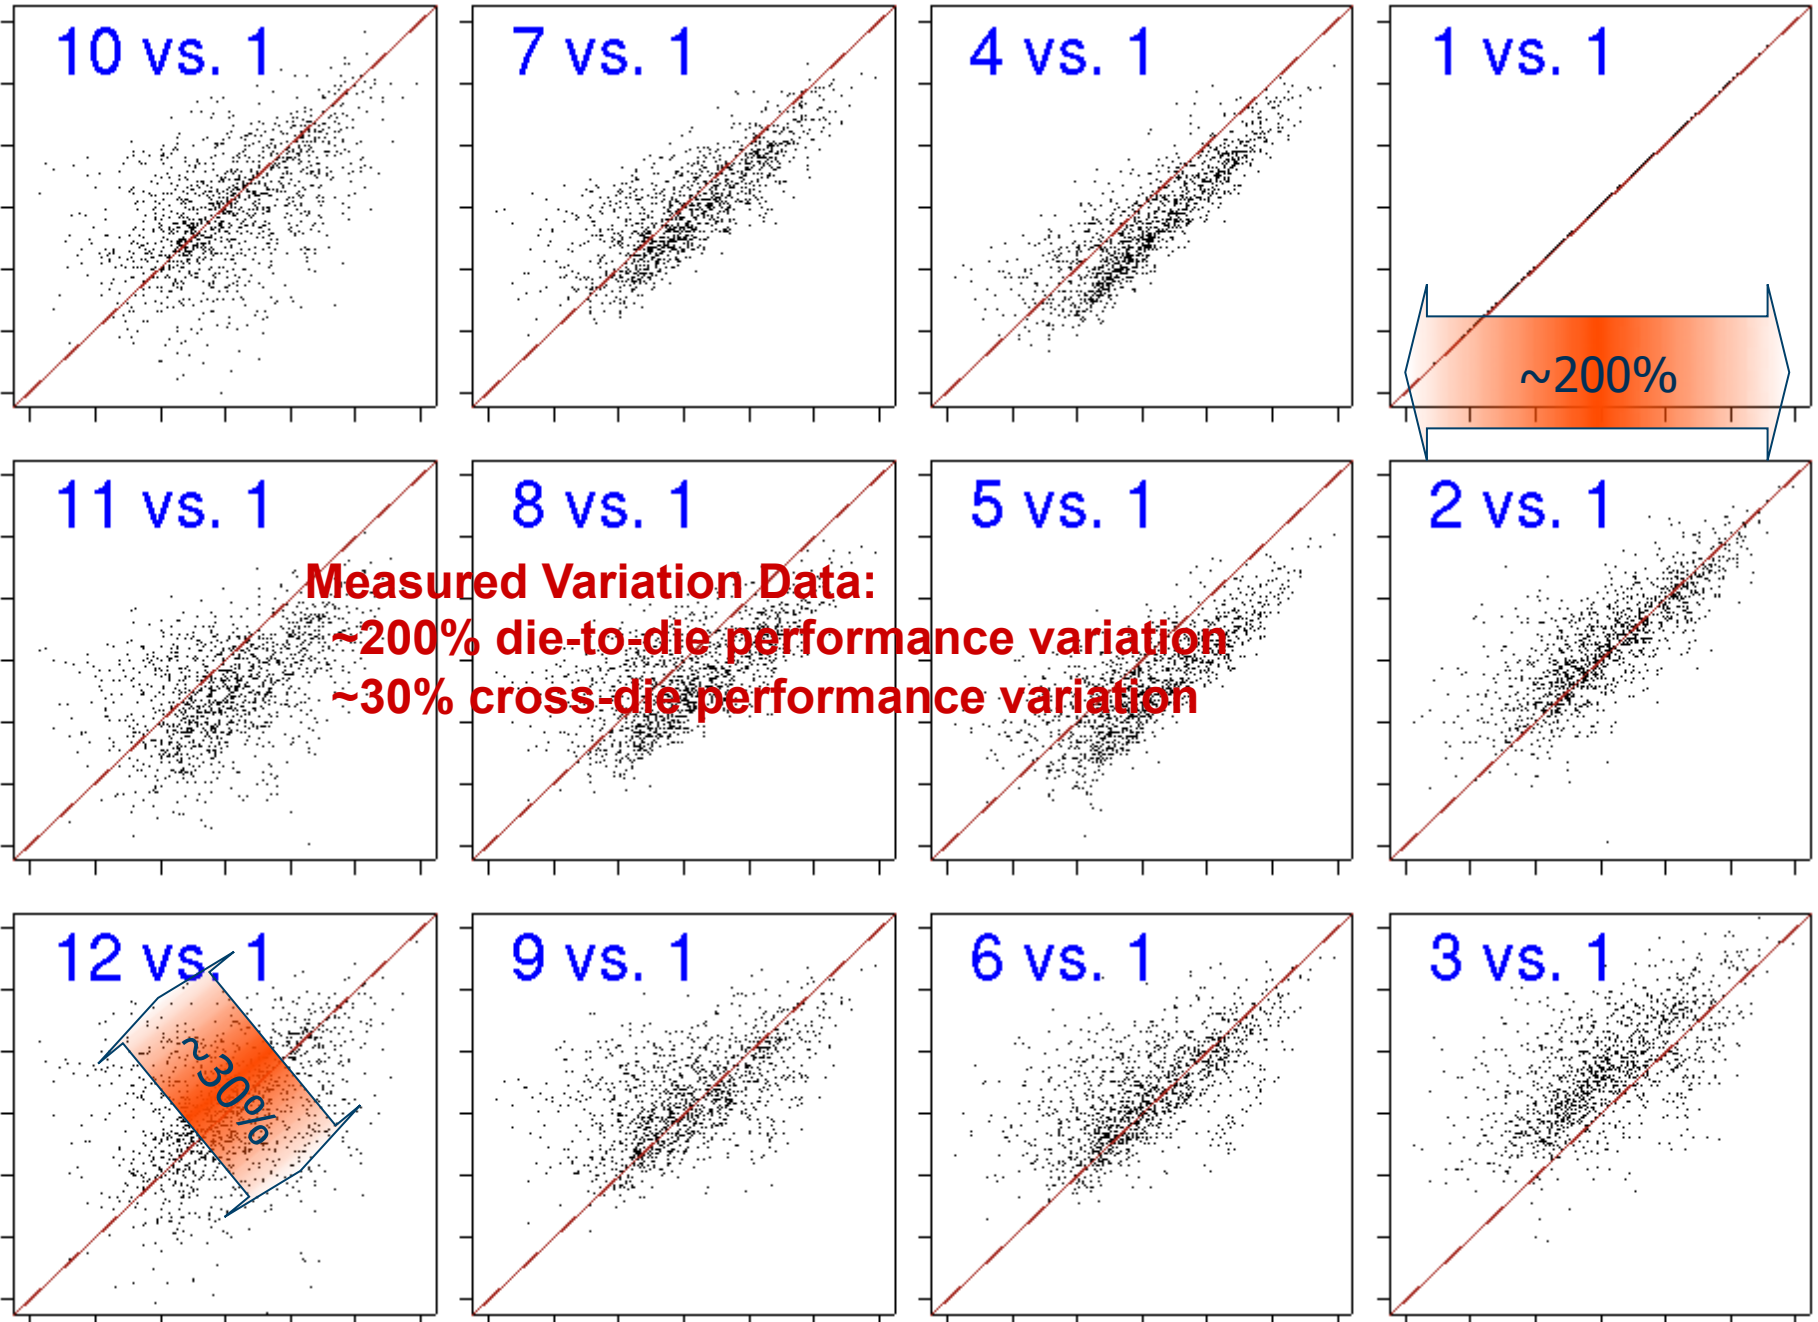 10 vs. 1
7 vs. 1
4 vs. 1
1 vs. 1
~200%
11 vs. 1
8 vs. 1
5 vs. 1
2 vs. 1
Measured Variation Data:
~200% die-to-die performance variation
~30% cross-die performance variation
12 vs. 1
9 vs. 1
6 vs. 1
3 vs. 1
~30%